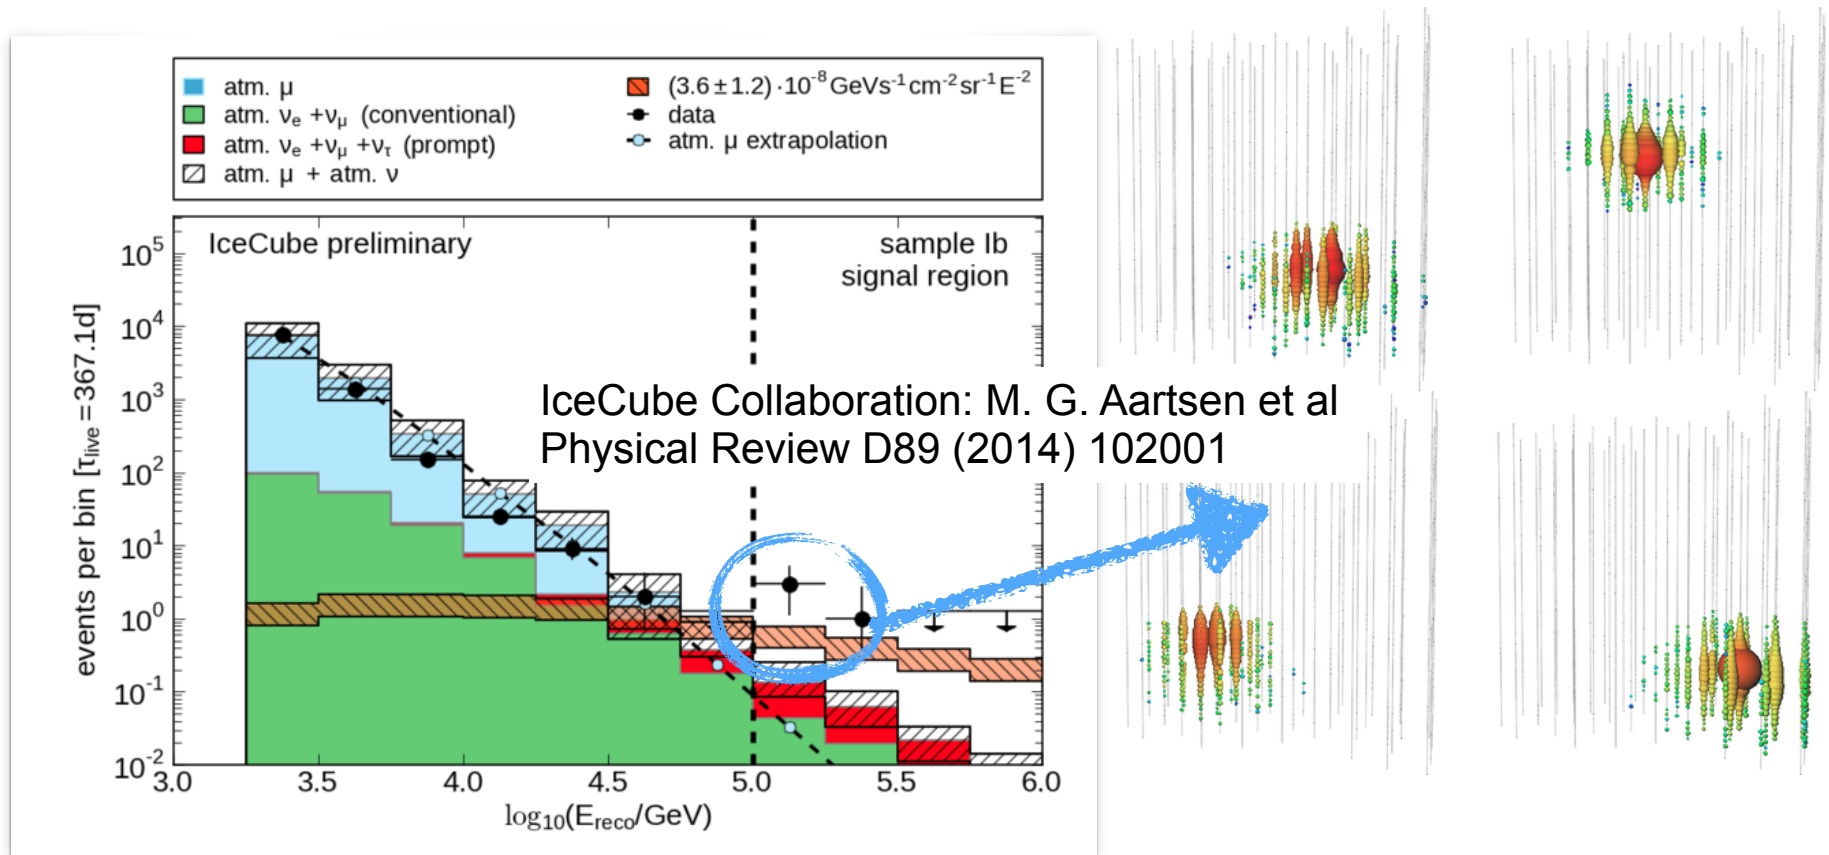 atm. μ
atm. νe +νμ (conventional)
atm. νe +νμ +ντ (prompt)
atm. μ + atm. ν
(3.6 ± 1.2) ·10⁻⁸ GeVs⁻¹cm⁻²sr⁻¹E⁻²
data
atm. μ extrapolation
IceCube preliminary
sample Ib
signal region
events per bin [τlive = 367.1d]
10⁵
10⁴
10³
10²
10¹
10⁰
10⁻¹
10⁻²
IceCube Collaboration: M. G. Aartsen et al
Physical Review D89 (2014) 102001
3.0 3.5 4.0 4.5 5.0 5.5 6.0
log₁₀(Ereco/GeV)